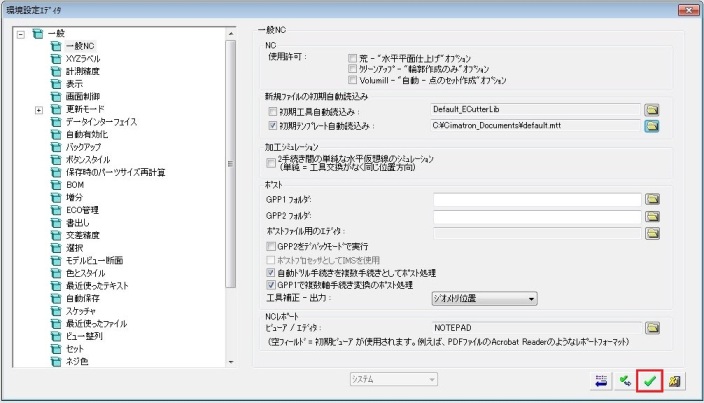 環境設定ｴﾃﾞｨﾀ
一般
一般NC
XYZラベル
計測精度
表示
画面制御
更新モード
データインターフェイス
自動有効化
バックアップ
ボタンスタイル
保存時のパーツサイズ再計算
BOM
増分
ECO管理
書出し
交差精度
選択
モデルビュー断面
色とスタイル
最近使ったテキスト
自動保存
スケッチャ
最近使ったファイル
ビュー整列
セット
ネジ色
一般NC
NC
使用許可：
荒 - "水平平面仕上げ"ｵﾌﾟｼｮﾝ
ｸﾘｰﾝｱｯﾌﾟ - "輪郭作成のみ"ｵﾌﾟｼｮﾝ
Volumill - "自動 - 点のセット作成"ｵﾌﾟｼｮﾝ
新規ファイルの初期自動読込み
初期工具自動読込み：
Default_ECutterLib
初期ﾃﾝﾌﾟﾚｰﾄ自動読込み：
C:¥Cimatron_Documents¥default.mtt
加工ｼﾐｭﾚｰｼｮﾝ
2手続き間の単純な水平仮想線のｼﾐｭﾚｰｼｮﾝ
(単純 = 工具交換がなく同じ位置方向)
ﾎﾟｽﾄ
GPP1 ﾌｫﾙﾀﾞ:
GPP2 ﾌｫﾙﾀﾞ:
ﾎﾟｽﾄファイル用のｴﾃﾞｨﾀ：
GPP2をﾃﾞﾊﾞｯｸﾞﾓｰﾄﾞで実行
ﾎﾟｽﾄﾌﾟﾛｾｯｻとしてIMSを使用
自動ﾄﾞﾘﾙ手続きを複数手続きとしてﾎﾟｽﾄ処理
GPP1で複数軸手続き変換のﾎﾟｽﾄ処理
工具補正 - 出力：
ｼﾞｵﾒﾄﾘ位置
NCﾚﾎﾟｰﾄ
ﾋﾞｭｰｱ / ｴﾃﾞｨﾀ：
NOTEPAD
(空ﾌｨｰﾙﾄﾞ = 初期ﾋﾞｭｰｱ が使用されます。例えば、PDFﾌｧｲﾙのAcrobat Readerのようなﾚﾎﾟｰﾄﾌｫｰﾏｯﾄ)
システム